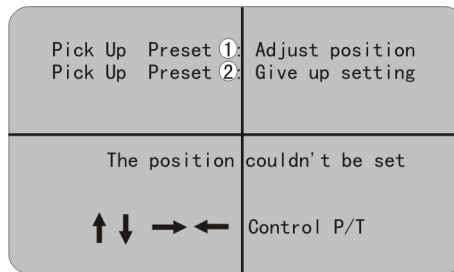 Pick Up Preset 1: Adjust position
Pick Up Preset 2: Give up setting
The position couldn't be set
↑ ↓ → ← Control P/T